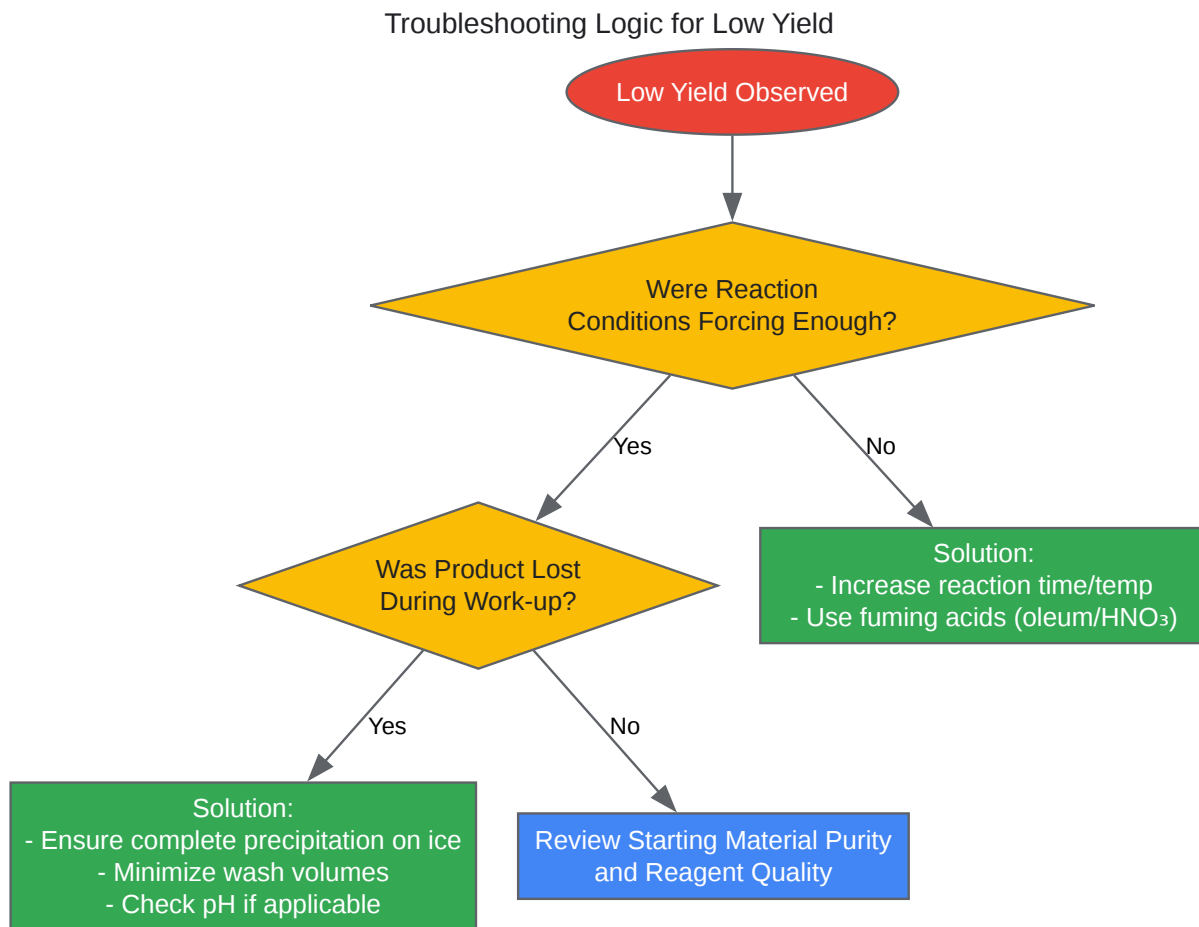 Troubleshooting Logic for Low Yield
Low Yield Observed
Were Reaction
Conditions Forcing Enough?
Yes
No
Was Product Lost
During Work-up?
Solution:
- Increase reaction time/temp
- Use fuming acids (oleum/HNO₃)
Yes
No
Solution:
- Ensure complete precipitation on ice
- Minimize wash volumes
- Check pH if applicable
Review Starting Material Purity
and Reagent Quality